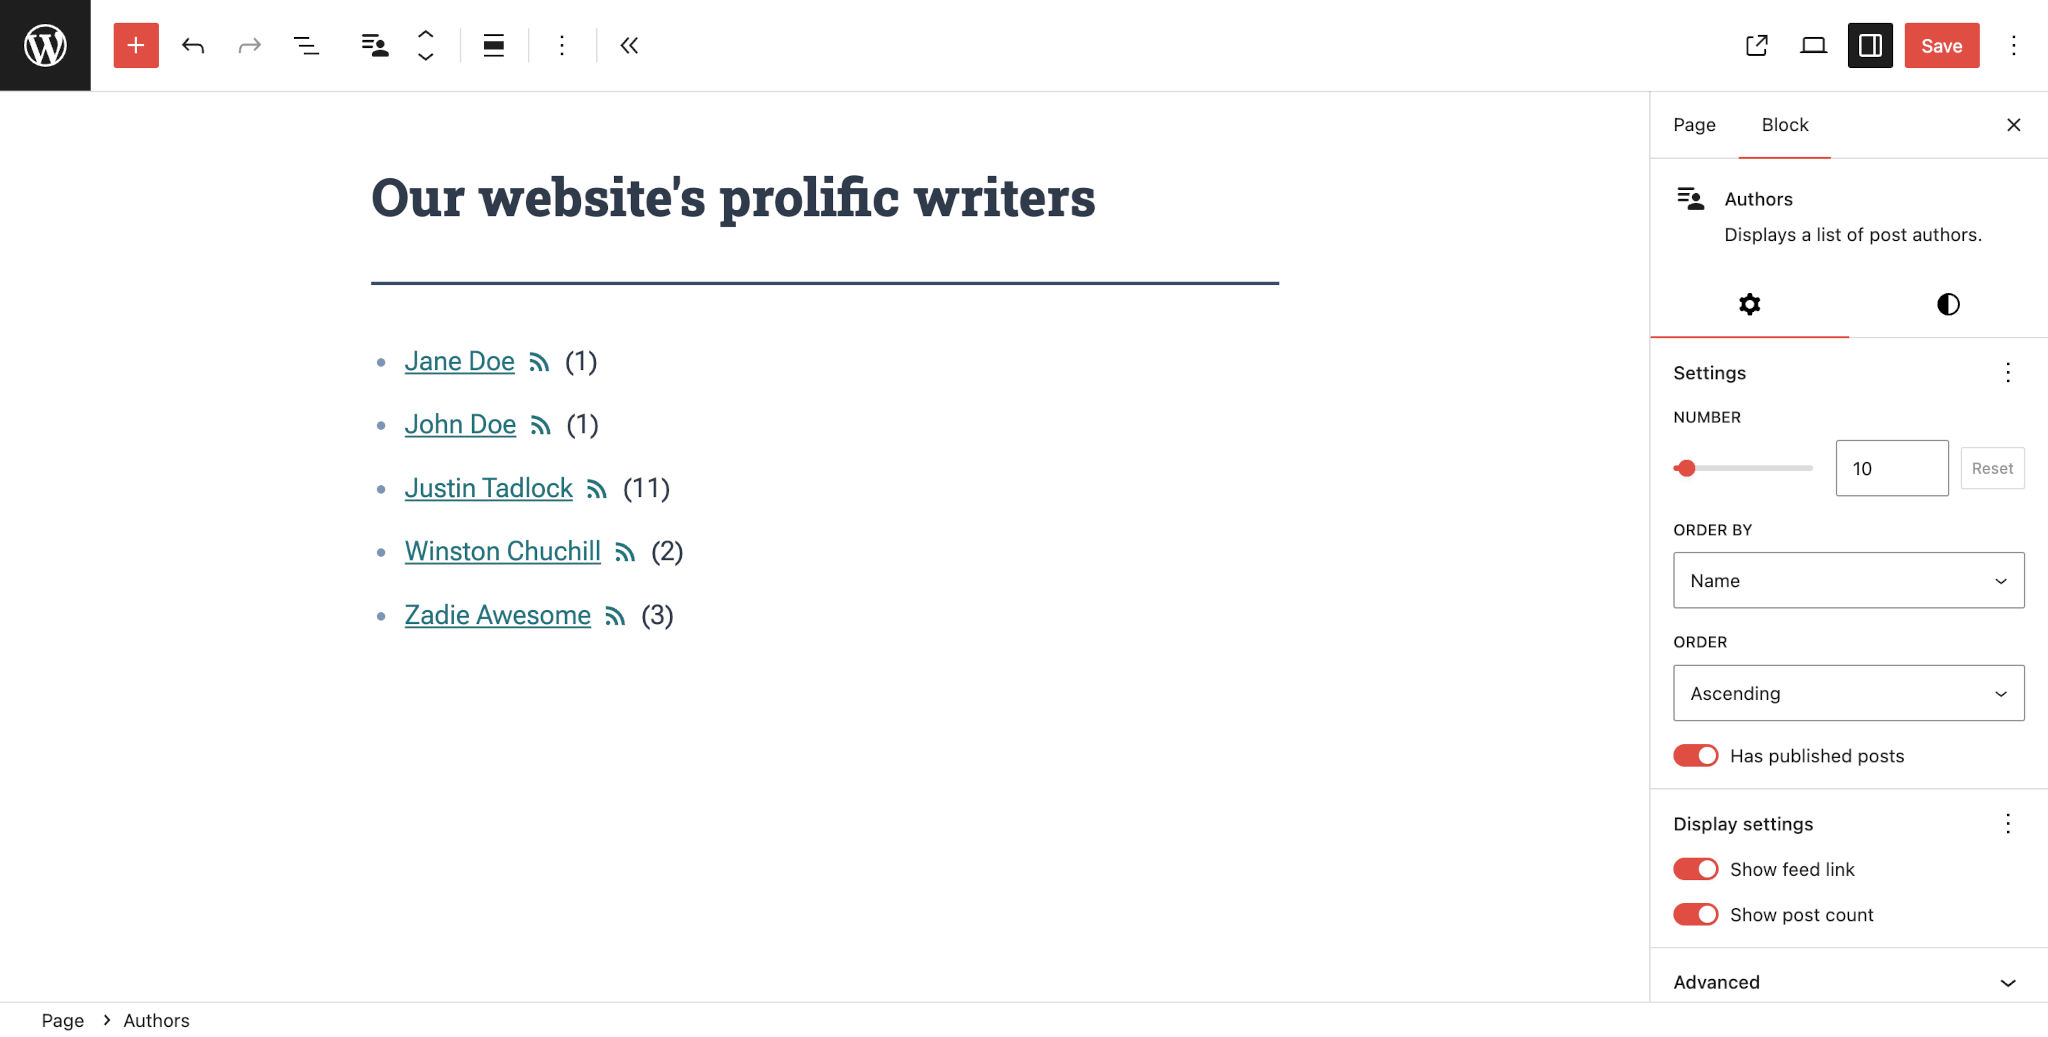 Save
Page Block
Our website's prolific writers
Jane Doe (1)
John Doe (1)
Justin Tadlock (11)
Winston Chuchill (2)
Zadie Awesome (3)
Authors
Displays a list of post authors.
Settings
NUMBER
10 Reset
ORDER BY
Name
ORDER
Ascending
Has published posts
Display settings
Show feed link
Show post count
Advanced
Page > Authors